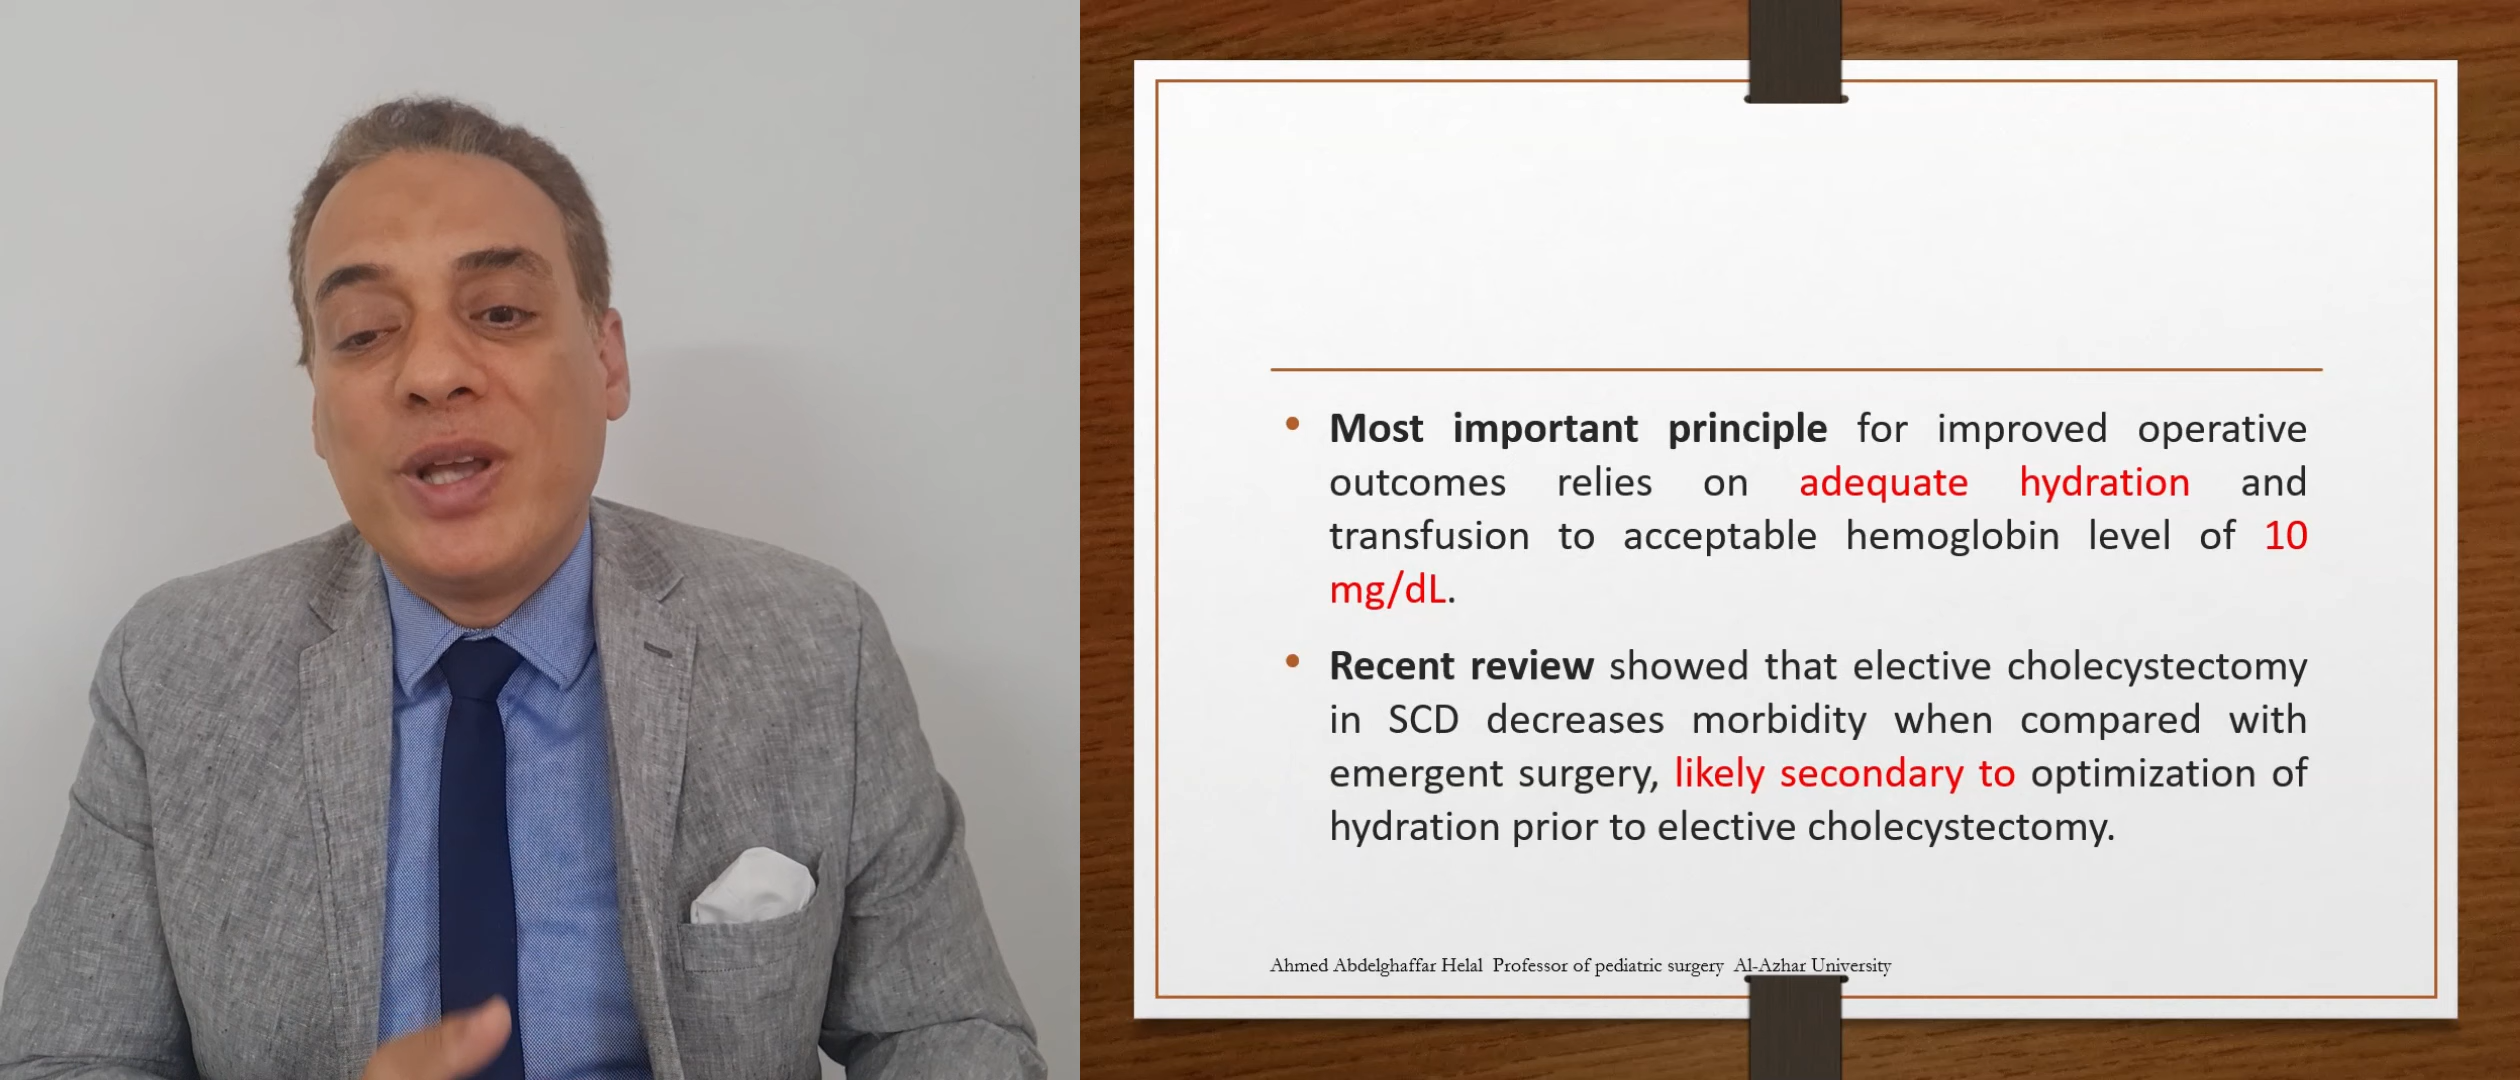 Most important principle for improved operative
outcomes relies on adequate hydration and
transfusion to acceptable hemoglobin level of 10
mg/dL.
Recent review showed that elective cholecystectomy
in SCD decreases morbidity when compared with
emergent surgery, likely secondary to optimization of
hydration prior to elective cholecystectomy.
Ahmed Abdelghaffar Helal Professor of pediatric surgery Al-Azhar University